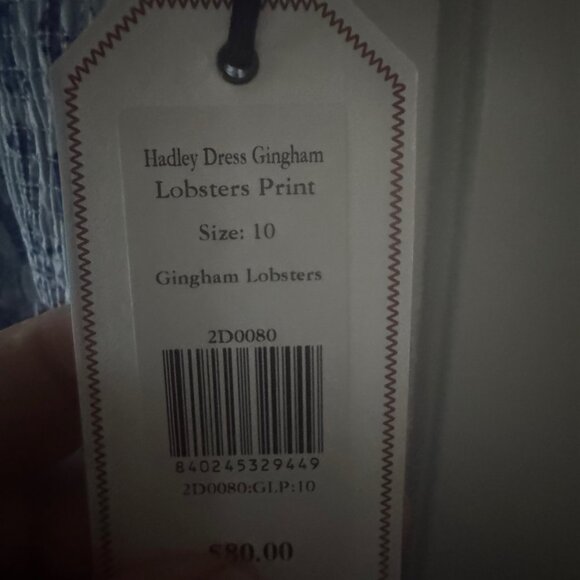 Hadley Dress Gingham
Lobsters Print
Size: 10
Gingham Lobsters
2D0080
840245329449
2D0080:GLP:10
$80.00